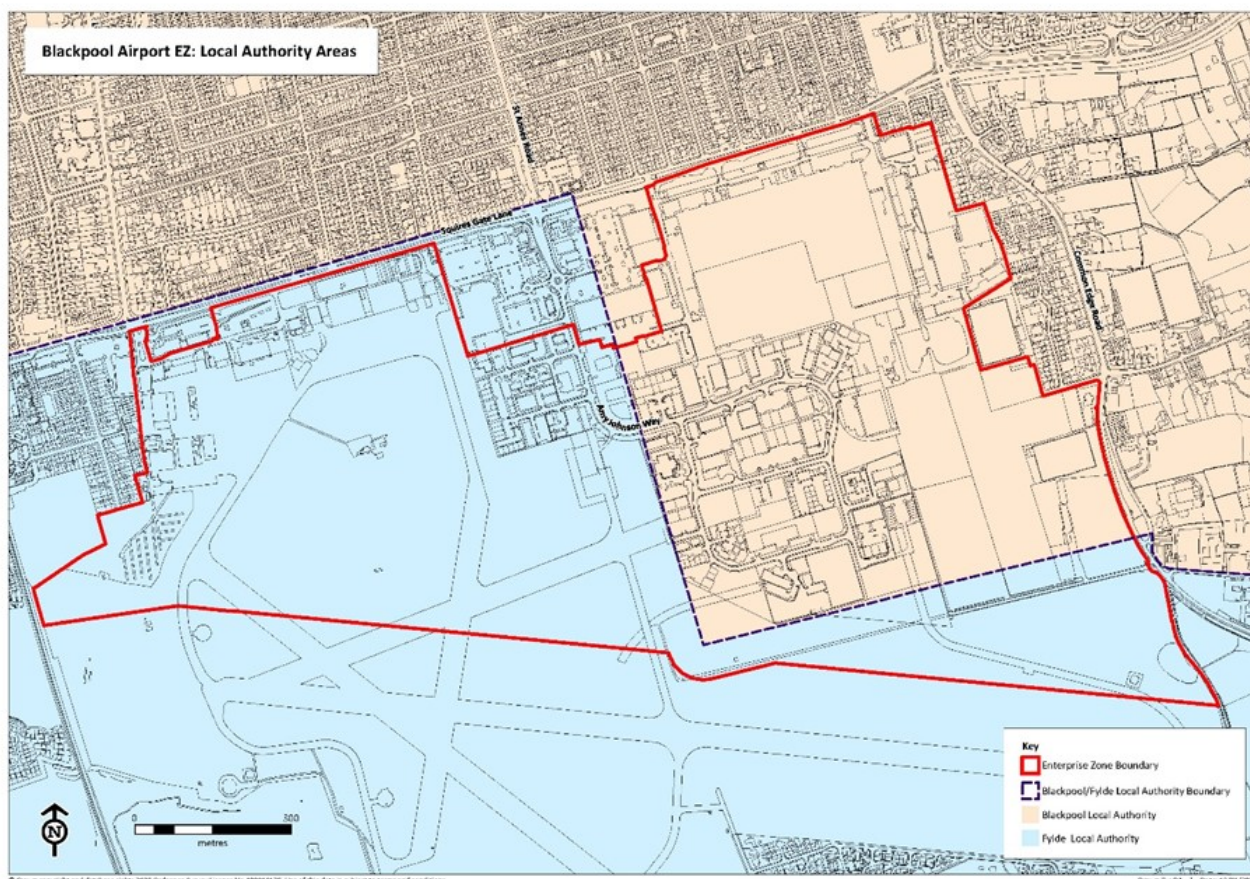 Blackpool Airport EZ: Local Authority Areas
St Annes Road
Squires Gate Lane
Common Edge Road
Amy Johnson Way
Key
Enterprise Zone Boundary
Blackpool/Fylde Local Authority Boundary
Blackpool Local Authority
Fylde Local Authority
N
0
300
metres